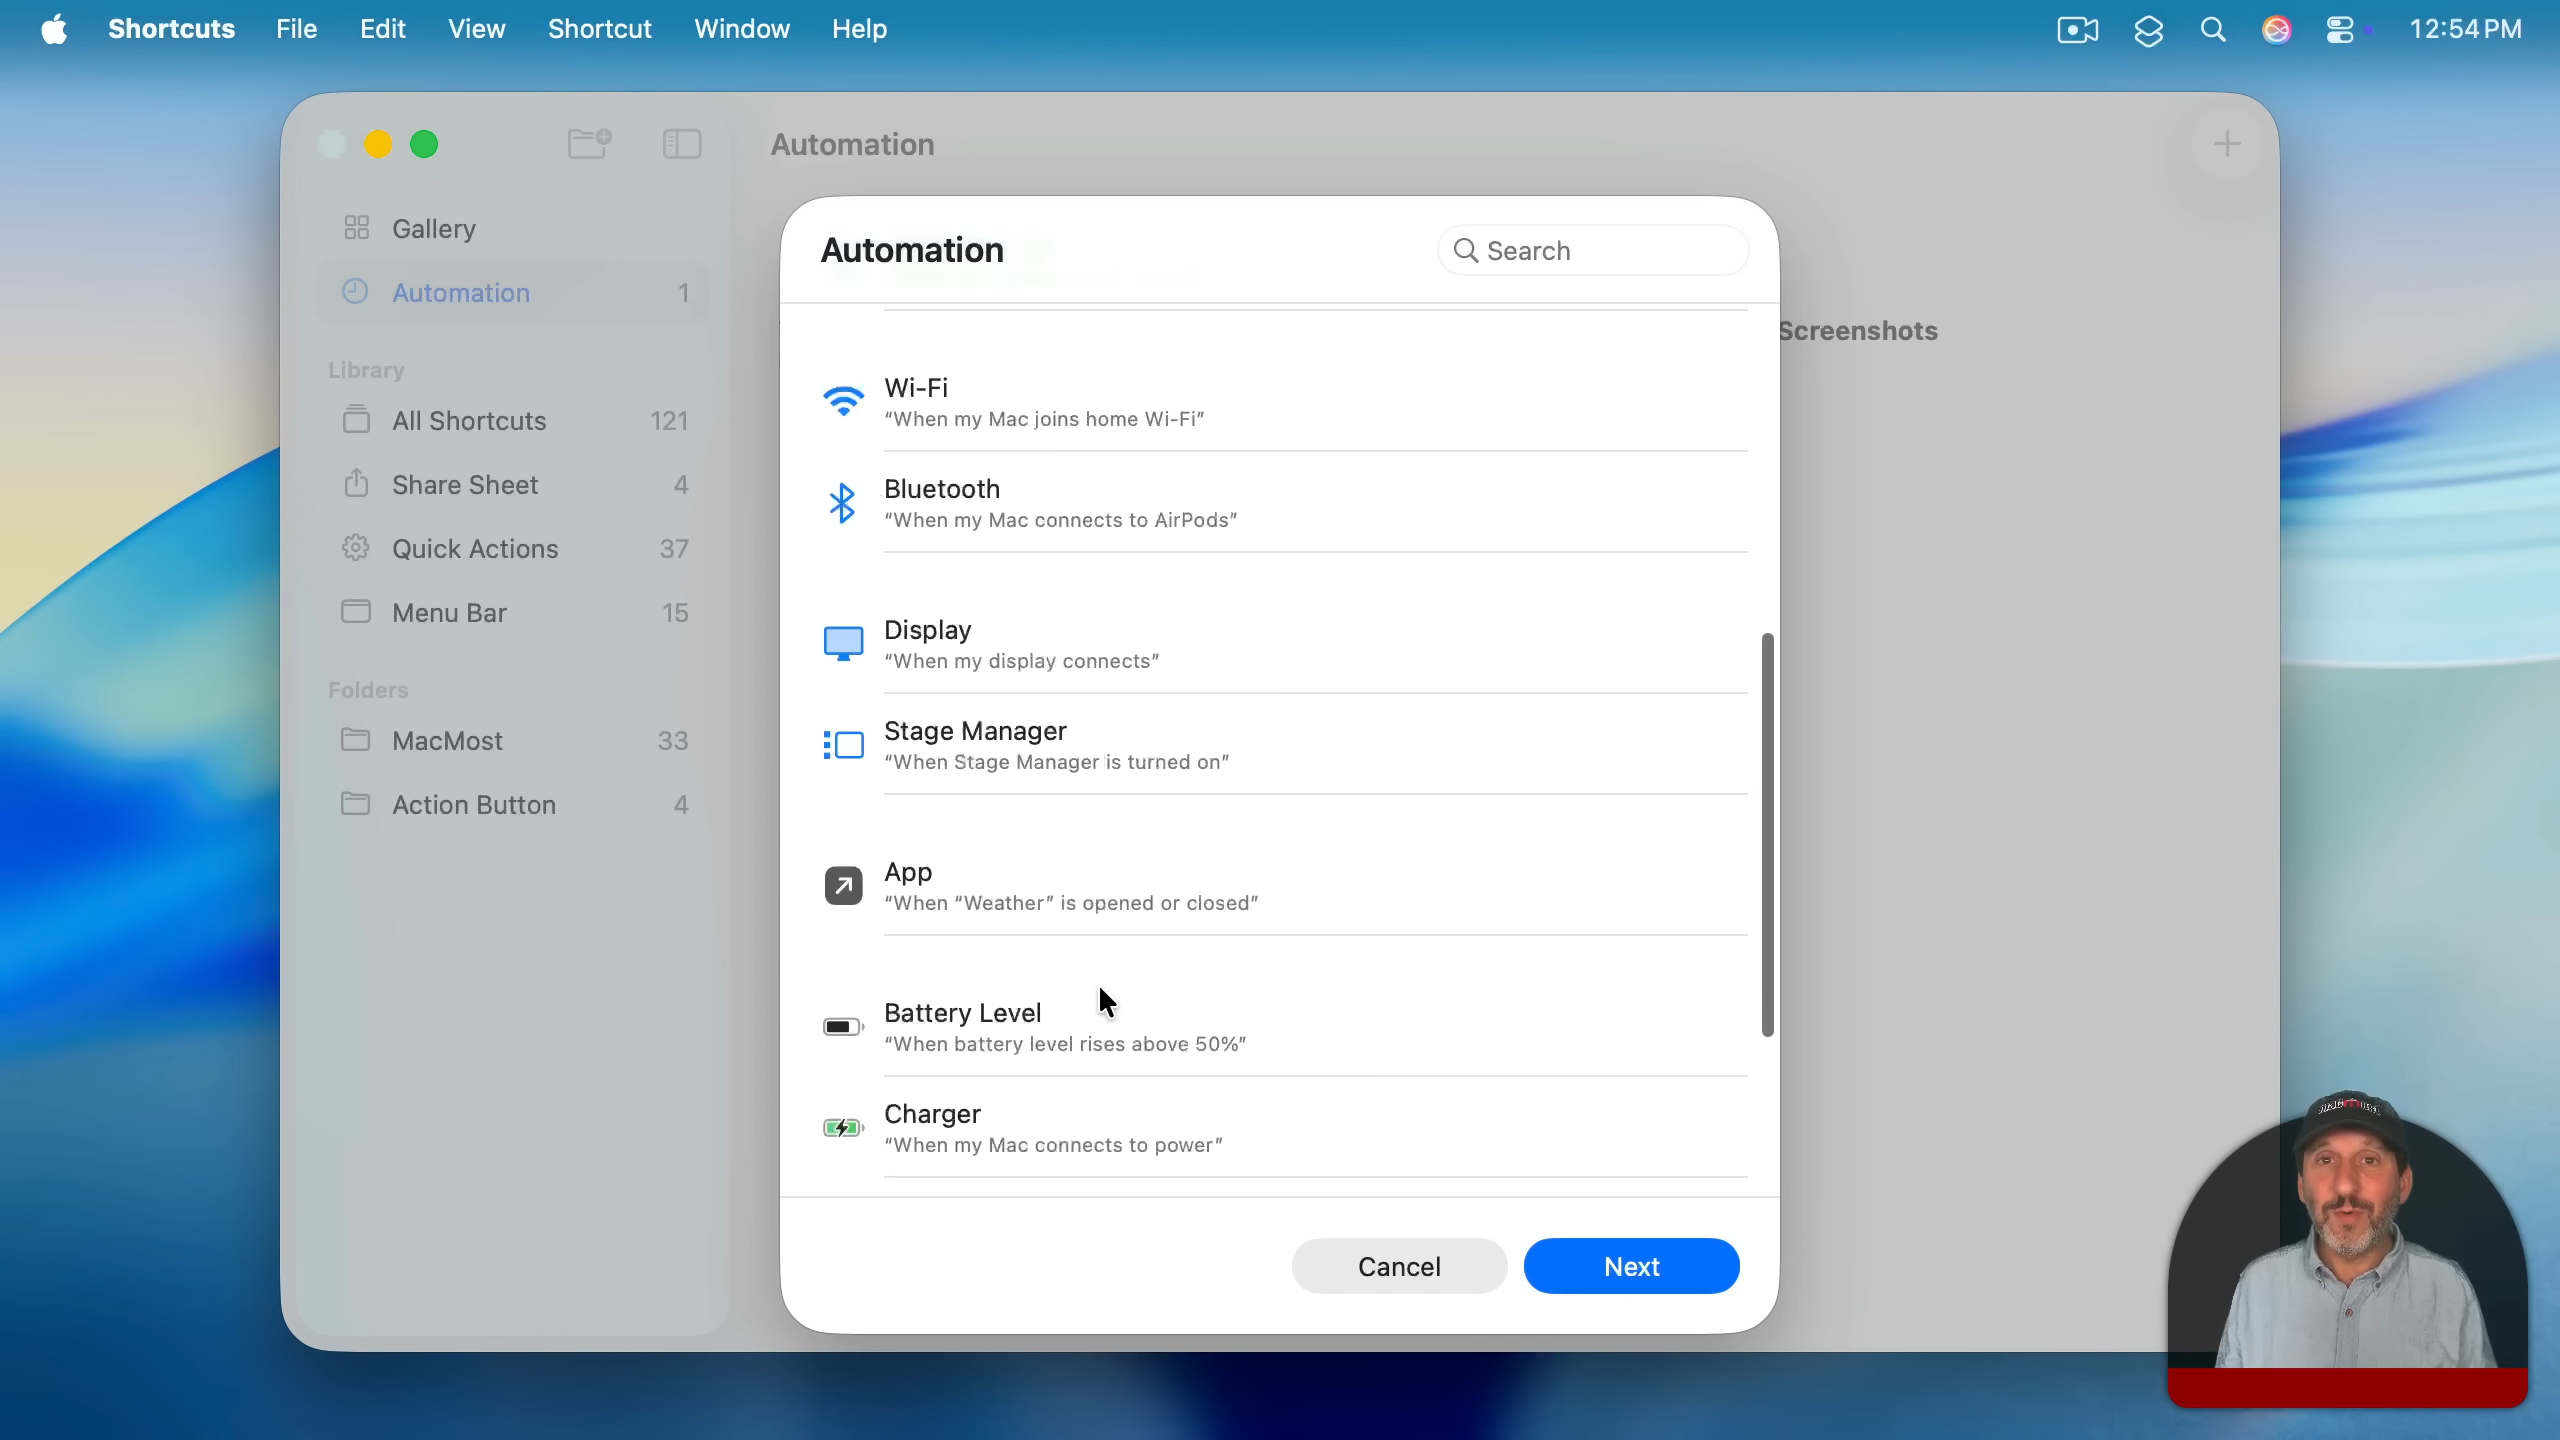 Shortcuts File Edit View Shortcut Window Help
12:54 PM
Automation
Gallery
Automation 1
Library
All Shortcuts 121
Share Sheet 4
Quick Actions 37
Menu Bar 15
Folders
MacMost 33
Action Button 4
Screenshots
Automation
Search
Wi-Fi
“When my Mac joins home Wi-Fi”
Bluetooth
“When my Mac connects to AirPods”
Display
“When my display connects”
Stage Manager
“When Stage Manager is turned on”
App
“When “Weather” is opened or closed”
Battery Level
“When battery level rises above 50%”
Charger
“When my Mac connects to power”
Cancel
Next